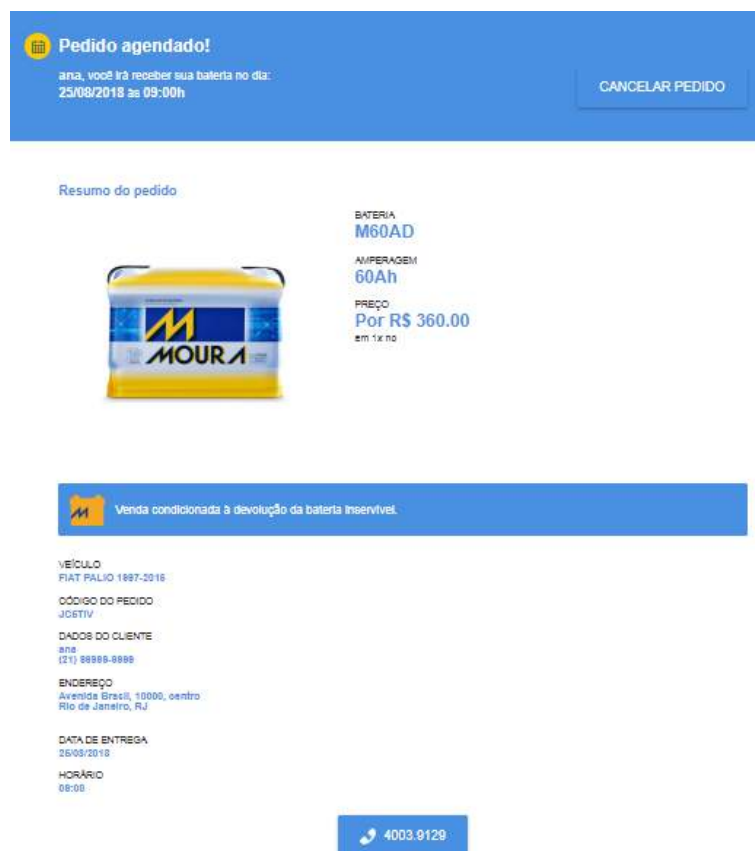 Pedido agendado!
ana, você irá receber sua bateria no dia:
25/08/2018 às 09:00h
CANCELAR PEDIDO
Resumo do pedido
BATERIA
M60AD
AMPERAGEM
60Ah
PREÇO
Por R$ 360.00
em 1x no
M
MOURA
M
Venda condicionada à devolução da bateria inservível.
VEÍCULO
FIAT PALIO 1997-2016
CÓDIGO DO PEDIDO
DADOS DO CLIENTE
ana
(21)
ENDEREÇO
Avenida Brasil, 10000, centro
Rio de Janeiro, RJ
DATA DE ENTREGA
25/08/2018
HORÁRIO
09:00
4003.9129